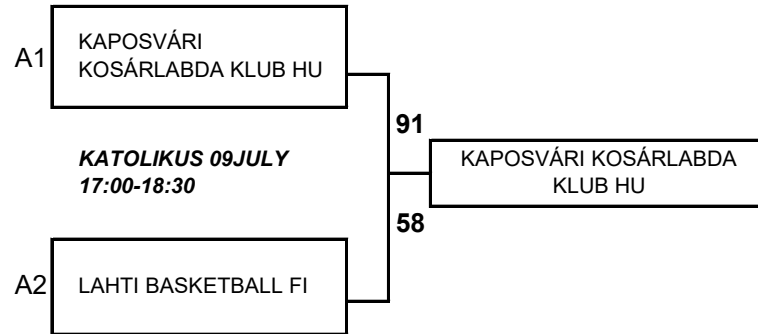 A1
KAPOSVÁRI
KOSÁRLABDA KLUB HU
91
KATOLIKUS 09JULY
17:00-18:30
KAPOSVÁRI KOSÁRLABDA
KLUB HU
58
A2
LAHTI BASKETBALL FI